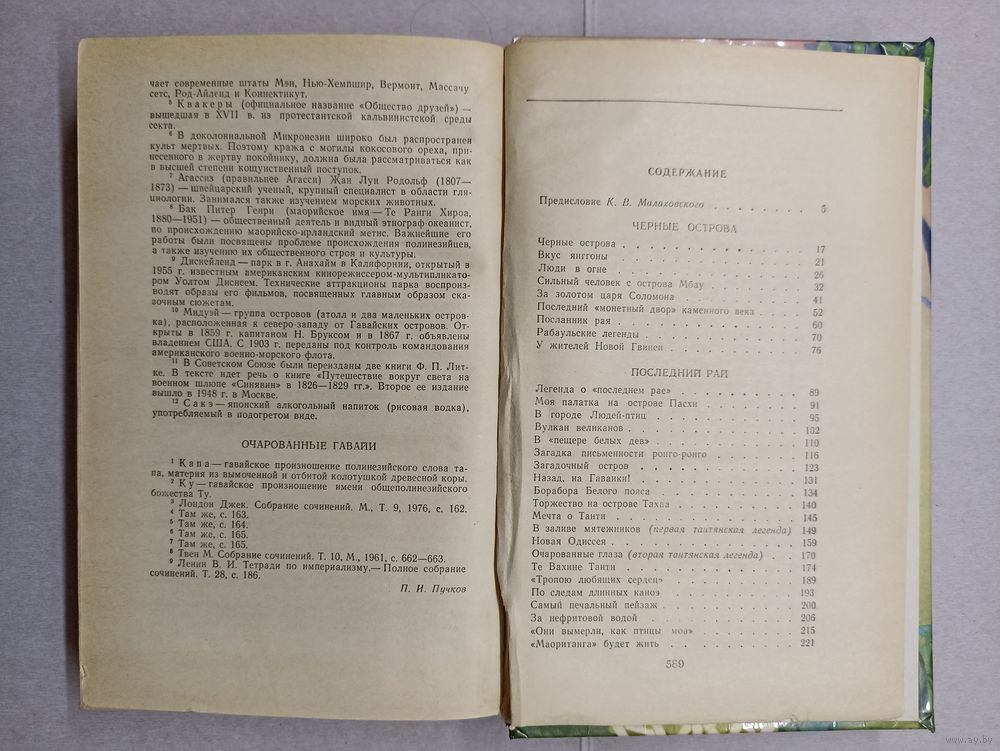 чает современные штаты Мэн, Нью-Хемпшир, Вермонт, Массачу
сетс, Род-Айленд и Коннектикут.
⁵ Квакеры (официальное название «Общество друзей») —
вышедшая в XVII в. из протестантской кальвинистской среды
секта.
⁶ В доколониальной Микронезии широко был распространен
культ мертвых. Поэтому кража с могилы кокосового ореха, при-
несенного в жертву покойнику, должна была рассматриваться как
в высшей степени кощунственный поступок.
⁷ Агассиз (правильнее Агасси) Жан Луи Родольф (1807—
1873) — швейцарский ученый, крупный специалист в области гля-
циологии. Занимался также изучением морских животных.
⁸ Бак Питер Генри (маорийское имя — Те Ранги Хироа,
1880—1951) — общественный деятель и видный этнограф-океанист,
по происхождению маорийско-ирландский метис. Важнейшие его
работы были посвящены проблеме происхождения полинезийцев,
а также изучению их общественного строя и культуры.
⁹ Диснейленд — парк в г. Анахайм в Калифорнии, открытый в
1955 г. известным американским кинорежиссером-мультипликато-
ром Уолтом Диснеем. Технические аттракционы парка воспроиз-
водят образы его фильмов, посвященных главным образом ска-
зочным сюжетам.
¹⁰ Мидуэй — группа островов (атолл и два маленьких остров-
ка), расположенная к северо-западу от Гавайских островов. От-
крыты в 1859 г. капитаном Н. Бруксом и в 1867 г. объявлены
владением США. С 1903 г. переданы под контроль командования
американского военно-морского флота.
¹¹ В Советском Союзе были переизданы две книги Ф. П. Лит-
ке. В тексте идет речь о книге «Путешествие вокруг света на
военном шлюпе «Синявин» в 1826—1829 гг.». Второе ее издание
вышло в 1948 г. в Москве.
¹² Сакэ — японский алкогольный напиток (рисовая водка),
употребляемый в подогретом виде.
ОЧАРОВАННЫЕ ГАВАЙИ
¹ Капа — гавайское произношение полинезийского слова та-
па, материя из вымоченной и отбитой колотушкой древесной коры.
² Ку — гавайское произношение имени общеполинезийского
божества Ту.
³ Лондон Джек. Собрание сочинений. М., Т. 9, 1976, с. 162.
⁴ Там же, с. 163.
⁵ Там же, с. 164.
⁶ Там же, с. 165.
⁷ Там же, с. 165.
⁸ Твен М. Собрание сочинений. Т. 10, М., 1961, с. 662—663.
⁹ Ленин В. И. Тетради по империализму. — Полное собрание
сочинений. Т. 28, с. 186.
П. И. Пучков
СОДЕРЖАНИЕ
Предисловие К. В. Малаховского . . . . . . . . 5
ЧЕРНЫЕ ОСТРОВА
Черные острова . . . . . . . . . . . . . . 17
Вкус янггоны . . . . . . . . . . . . . . . 21
Люди в огне . . . . . . . . . . . . . . . 26
Сильный человек с острова Мбау . . . . . . . . 32
За золотом царя Соломона . . . . . . . . . . 41
Последний «монетный двор» каменного века . . . . 52
Посланник рая . . . . . . . . . . . . . . 60
Рабаульские легенды . . . . . . . . . . . . 70
У жителей Новой Гвинеи . . . . . . . . . . . 76
ПОСЛЕДНИЙ РАЙ
Легенда о «последнем рае» . . . . . . . . . . 89
Моя палатка на острове Пасхи . . . . . . . . . 91
В городе Людей-птиц . . . . . . . . . . . . 95
Вулкан великанов . . . . . . . . . . . . . 102
В «пещере белых дев» . . . . . . . . . . . . 110
Загадка письменности ронго-ронго . . . . . . . 116
Загадочный остров . . . . . . . . . . . . . 123
Назад, на Гаваики! . . . . . . . . . . . . . 131
Борабора Белого пояса . . . . . . . . . . . 134
Торжество на острове Тахаа . . . . . . . . . . 140
Мечта о Таити . . . . . . . . . . . . . . 145
В заливе мятежников (первая таитянская легенда) 149
Новая Одиссея . . . . . . . . . . . . . . 159
Очарованные глаза (вторая таитянская легенда) . . 170
Те Вахине Таити . . . . . . . . . . . . . 174
«Тропою любящих сердец» . . . . . . . . . . 189
По следам длинных каноэ . . . . . . . . . . 193
Самый печальный пейзаж . . . . . . . . . . . 200
За нефритовой водой . . . . . . . . . . . . 206
«Они вымерли, как птицы моа» . . . . . . . . 215
«Маоританга» будет жить . . . . . . . . . . 221
589
www.ay.by